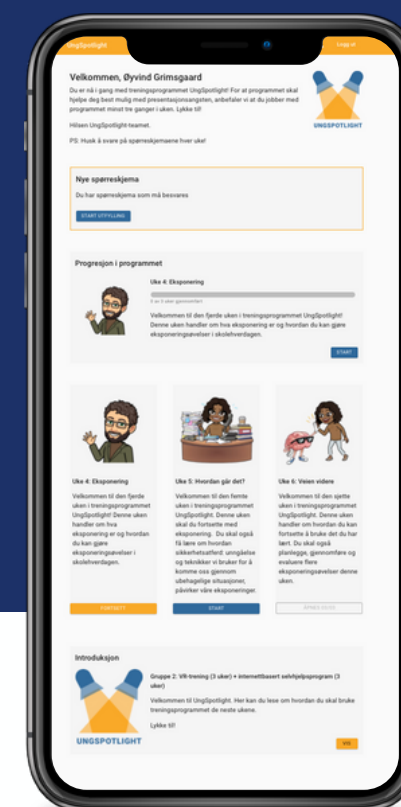 UngSpotlight
Logg ut
Velkommen, Øyvind Grimsgaard
Du er nå i gang med treningsprogrammet UngSpotlight! For at programmet skal
hjelpe deg best mulig med presentasjonsangsten, anbefaler vi at du jobber med
programmet minst tre ganger i uken. Lykke til!
Hilsen UngSpotlight-teamet.
PS: Husk å svare på spørreskjemaene hver uke!
UNGSPOTLIGHT
Nye spørreskjema
Du har spørreskjema som må besvares
START UTFYLLING
Progresjon i programmet
Uke 4: Eksponering
Velkommen til den fjerde uken i treningsprogrammet UngSpotlight!
Denne uken handler om hva eksponering er og hvordan du kan gjøre
eksponeringsøvelser i skolehverdagen.
START
Uke 4: Eksponering
Velkommen til den fjerde
uken i treningsprogrammet
UngSpotlight! Denne uken
handler om hva
eksponering er og hvordan
du kan gjøre
eksponeringsøvelser i
skolehverdagen.
FORTSETT
Uke 5: Hvordan går det?
Velkommen til den femte
uken i treningsprogrammet
UngSpotlight. Denne uken
skal du fortsette med
eksponering. Du skal også
få lære om hvordan
sikkerhetsatferd: unngåelse
og teknikker vi bruker for å
komme oss gjennom
ubehagelige situasjoner,
påvirker våre eksponeringer.
START
Uke 6: Veien videre
Velkommen til den sjette
uken i treningsprogrammet
UngSpotlight. Denne uken
handler om hvordan du kan
fortsette å bruke det du har
lært. Du skal også
planlegge, gjennomføre og
evaluere flere
eksponeringsøvelser denne
uken.
Introduksjon
Gruppe 2: VR-trening (3 uker) + internettbasert selvhjelpsprogram (3
uker)
Velkommen til UngSpotlight. Her kan du lese om hvordan du skal bruke
treningsprogrammet de neste ukene.
Lykke til!
UNGSPOTLIGHT
VIS